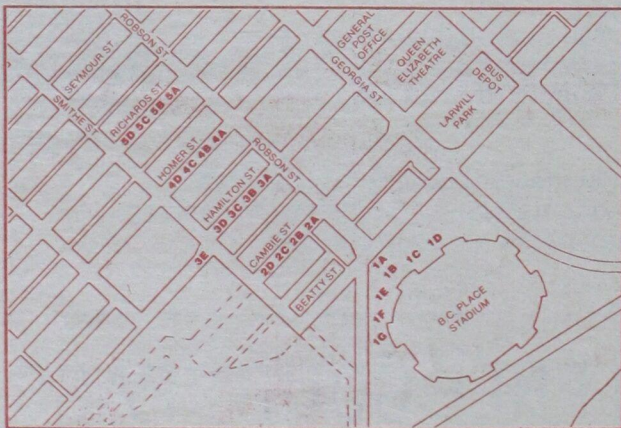 ROBSON ST.
SEYMOUR ST.
SMITHE ST.
RICHARDS ST.
5D 5C 5B 5A
HOMER ST.
4D 4C 4B 4A
ROBSON ST.
HAMILTON ST.
3D 3C 3B 3A
3E
CAMBIE ST.
2D 2C 2B 2A
BEATTY ST.
GENERAL
POST
OFFICE
GEORGIA ST.
QUEEN
ELIZABETH
THEATRE
BUS
DEPOT
LARWILL
PARK
1A
1B
1C
1D
1E
1F
1G
B.C. PLACE
STADIUM